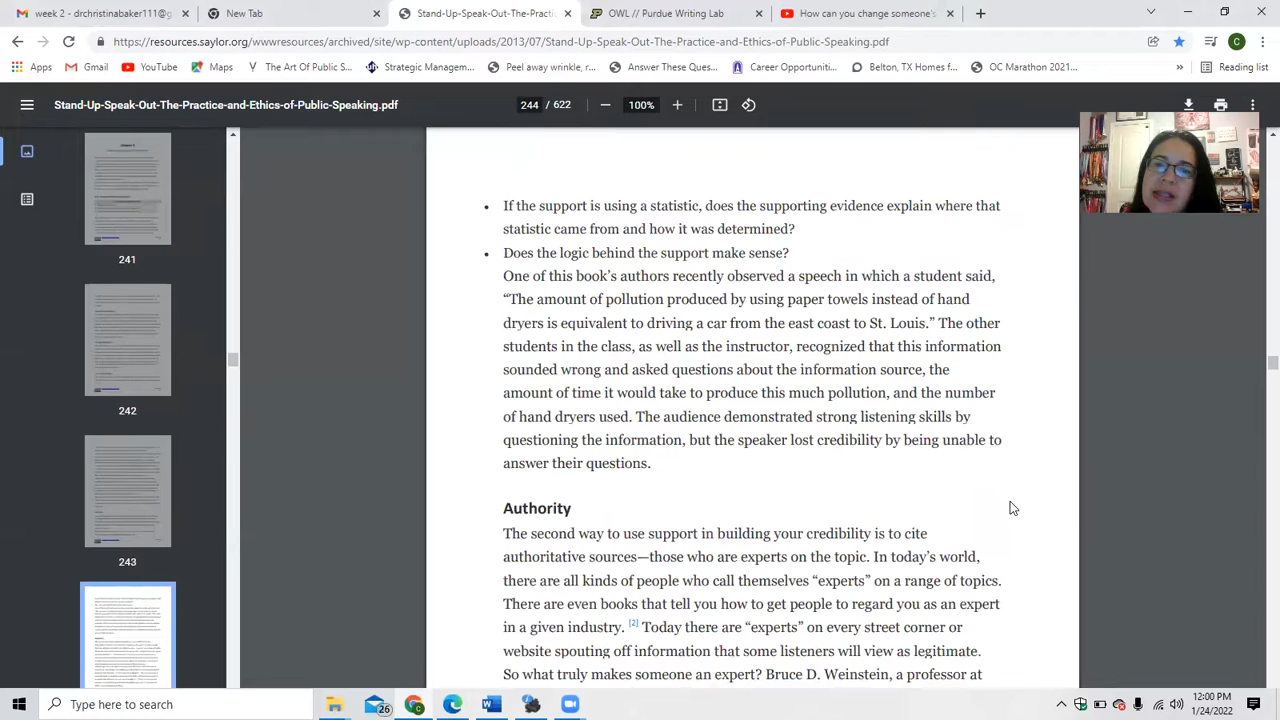 week 2 - drchristinabaker111@g
New Tab
Stand-Up-Speak-Out-The-Practi
OWL // Purdue Writing Lab
How can you change someone's
https://resources.saylor.org/wwwresources/archived/site/wp-content/uploads/2013/07/Stand-Up-Speak-Out-The-Practice-and-Ethics-of-Public-Speaking.pdf
Apps
Gmail
YouTube
Maps
The Art Of Public S...
Strategic Managem...
Peel away wrinkle, r...
Answer These Ques...
Career Opportuni...
Belton, TX Homes f...
OC Marathon 2021...
»
Reading list
Stand-Up-Speak-Out-The-Practice-and-Ethics-of-Public-Speaking.pdf
244 / 622
100%
241
242
243
• If the support is using a statistic, does the supporting evidence explain where that
statistic came from and how it was determined?
• Does the logic behind the support make sense?
One of this book's authors recently observed a speech in which a student said,
“The amount of pollution produced by using paper towels instead of hand
dryers is equivalent to driving a car from the east coast to St. Louis.” The other
students in the class, as well as the instructor, recognized that this information
sounded wrong and asked questions about the information source, the
amount of time it would take to produce this much pollution, and the number
of hand dryers used. The audience demonstrated strong listening skills by
questioning the information, but the speaker lost credibility by being unable to
answer their questions.
Authority
The second way to use support in building your credibility is to cite
authoritative sources—those who are experts on the topic. In today's world,
there are all kinds of people who call themselves “experts” on a range of topics.
There are even books that tell you how to get people to regard you as an expert
in a given industry. [2] Today there are “experts” on every street corner or
website spouting off information that some listeners will view as legitimate.
So what truly makes someone an expert? Bruce D. Weinstein, a professor at
Type here to search
26
12:00 PM
1/24/2022